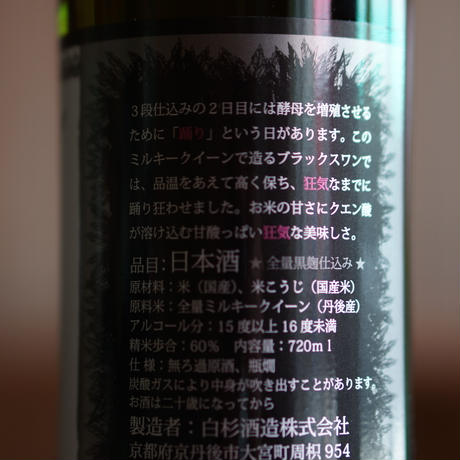 3段仕込みの2日目には酵母を増殖させる
ために「踊り」という日があります。この
ミルキークイーンで造るブラックスワンで
は、品温をあえて高く保ち、狂気なまでに
踊り狂わせました。お米の甘さにクエン酸
が溶け込む甘酸っぱい狂気な美味しさ。
品目:日本酒 ★全量黒麹仕込み★
原材料:米(国産)、米こうじ(国産米)
原料米:全量ミルキークイーン(丹後産)
アルコール分:15度以上16度未満
精米歩合:60% 内容量:720ml
仕様:無ろ過原酒、瓶燗
炭酸ガスにより中身が吹き出すことがあります。
お酒は二十歳になってから
製造者:白杉酒造株式会社
京都府京丹後市大宮町周枳954